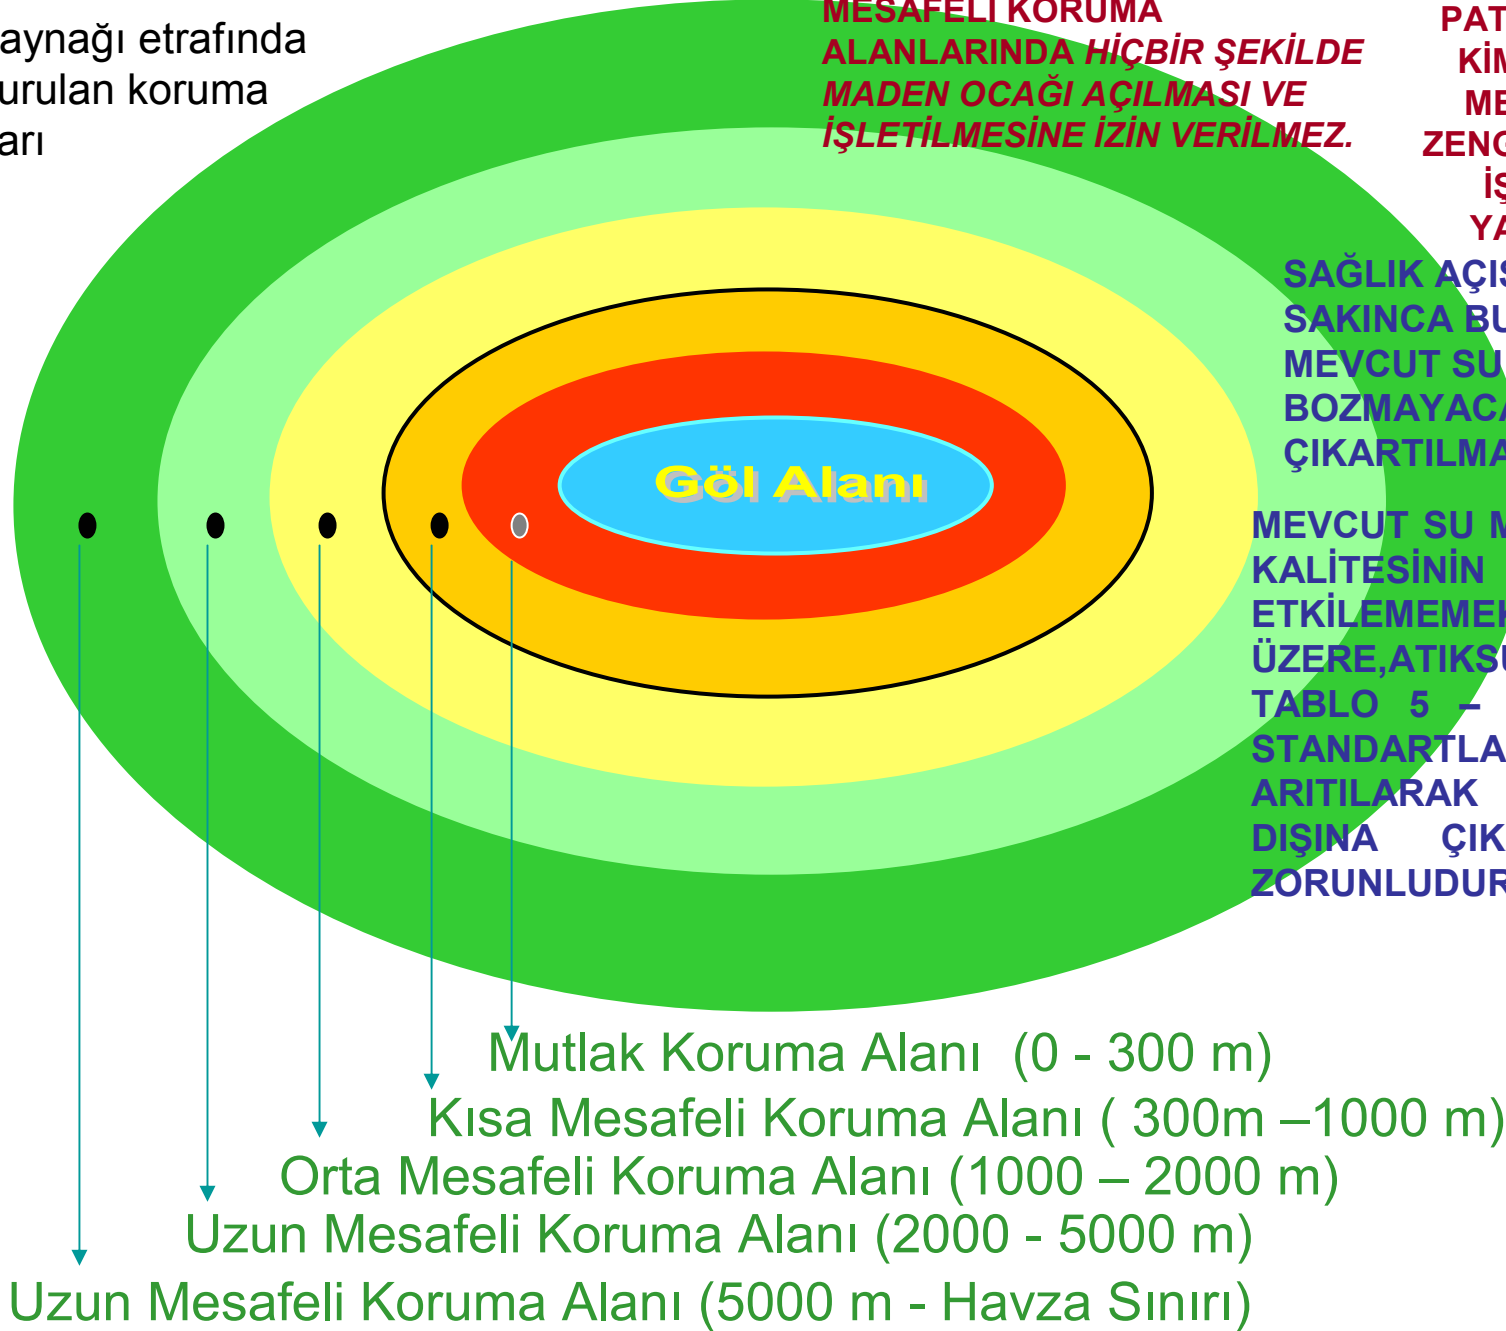 aynağı etrafında
urulan koruma
arı
MESAFELİ KORUMA
ALANLARINDA HİÇBİR ŞEKİLDE
MADEN OCAĞI AÇILMASI VE
İŞLETİLMESİNE İZİN VERİLMEZ.
PAT
KİM
ME
ZENG
İŞ
YA
SAĞLIK AÇIS
SAKINCA BU
MEVCUT SU
BOZMAYACA
ÇIKARTILMA
MEVCUT SU M
KALİTESİNİN
ETKİLEMEMEK
ÜZERE,ATIKSU
TABLO 5 –
STANDARTLA
ARITILARAK
DIŞINA ÇIK
ZORUNLUDUR
Göl Alanı
Mutlak Koruma Alanı (0 - 300 m)
Kısa Mesafeli Koruma Alanı ( 300m –1000 m)
Orta Mesafeli Koruma Alanı (1000 – 2000 m)
Uzun Mesafeli Koruma Alanı (2000 - 5000 m)
Uzun Mesafeli Koruma Alanı (5000 m - Havza Sınırı)